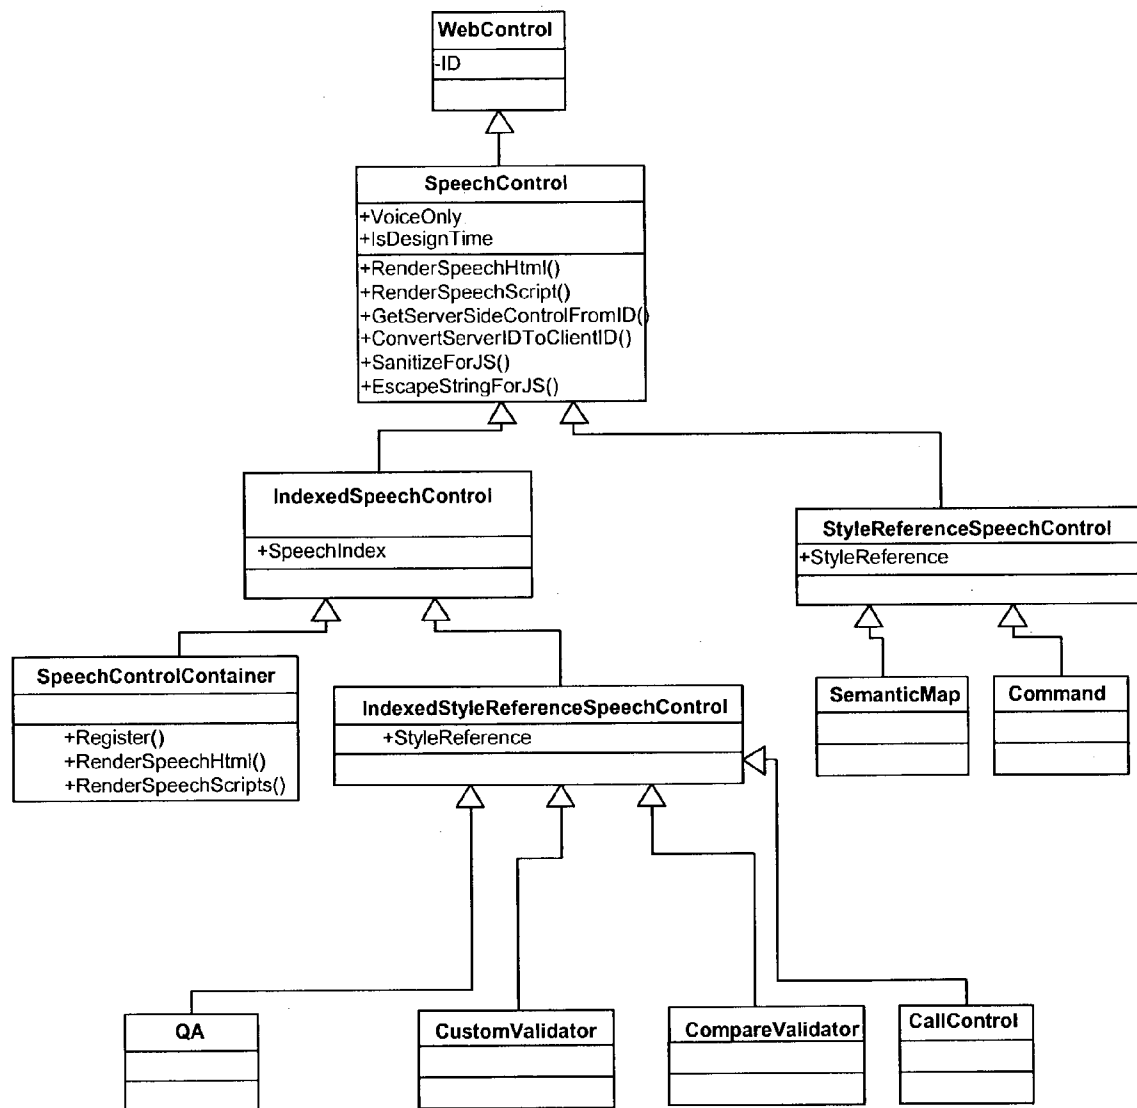 WebControl
-ID
SpeechControl
+VoiceOnly
+IsDesignTime
+RenderSpeechHtml()
+RenderSpeechScript()
+GetServerSideControlFromID()
+ConvertServerIDToClientID()
+SanitizeForJS()
+EscapeStringForJS()
IndexedSpeechControl
+SpeechIndex
StyleReferenceSpeechControl
+StyleReference
SpeechControlContainer
+Register()
+RenderSpeechHtml()
+RenderSpeechScripts()
IndexedStyleReferenceSpeechControl
+StyleReference
SemanticMap
Command
QA
CustomValidator
CompareValidator
CallControl